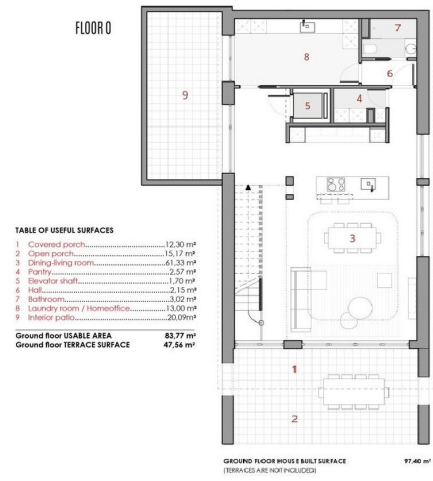 FLOOR 0
7
8
6
9
5
4
3
TABLE OF USEFUL SURFACES
1 Covered porch..............................12,30 m²
2 Open porch..................................15,17 m²
3 Dining-living room........................61,33 m²
4 Pantry............................................2,57 m²
5 Elevator shaft.................................1,70 m²
6 Hall.................................................2,15 m²
7 Bathroom.......................................3,02 m²
8 Laundry room / Homeoffice..............13,00 m²
9 Interior patio..................................20,09m²
Ground floor USABLE AREA 83,77 m²
Ground floor TERRACE SURFACE 47,56 m²
1
2
GROUND FLOOR HOUSE BUILT SURFACE 97,40 m²
(TERRACES ARE NOT INCLUDED)